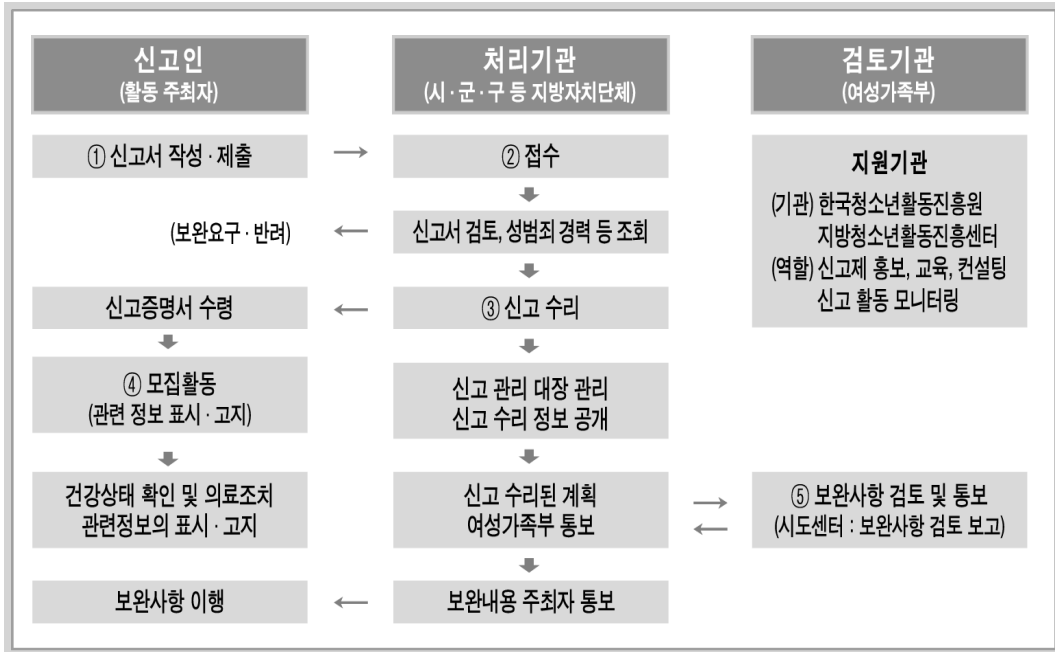 신고인
(활동 주최자)
처리기관
(시·군·구 등 지방자치단체)
검토기관
(여성가족부)
① 신고서 작성·제출
→
② 접수
지원기관
(기관) 한국청소년활동진흥원
지방청소년활동진흥센터
(역할) 신고제 홍보, 교육, 컨설팅
신고 활동 모니터링
(보완요구·반려)
←
신고서 검토, 성범죄 경력 등 조회
신고증명서 수령
←
③ 신고 수리
④ 모집활동
(관련 정보 표시·고지)
신고 관리 대장 관리
신고 수리 정보 공개
건강상태 확인 및 의료조치
관련정보의 표시·고지
신고 수리된 계획
여성가족부 통보
→
←
⑤ 보완사항 검토 및 통보
(시도센터 : 보완사항 검토 보고)
보완사항 이행
←
보완내용 주최자 통보